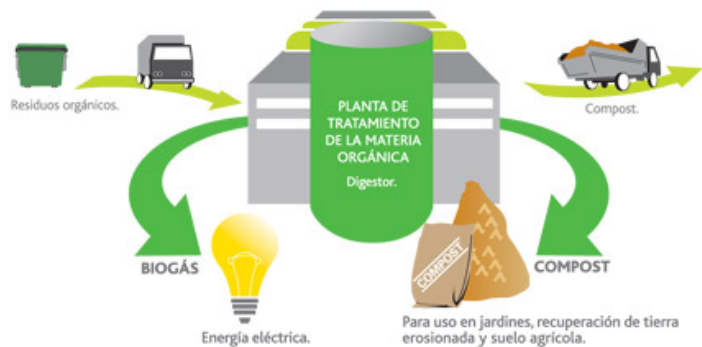 Residuos orgánicos.
PLANTA DE
TRATAMIENTO
DE LA MATERIA
ORGÁNICA
Digestor.
Compost.
BIOGÁS
Energía eléctrica.
COMPOST
COMPOST
Para uso en jardines, recuperación de tierra
erosionada y suelo agrícola.